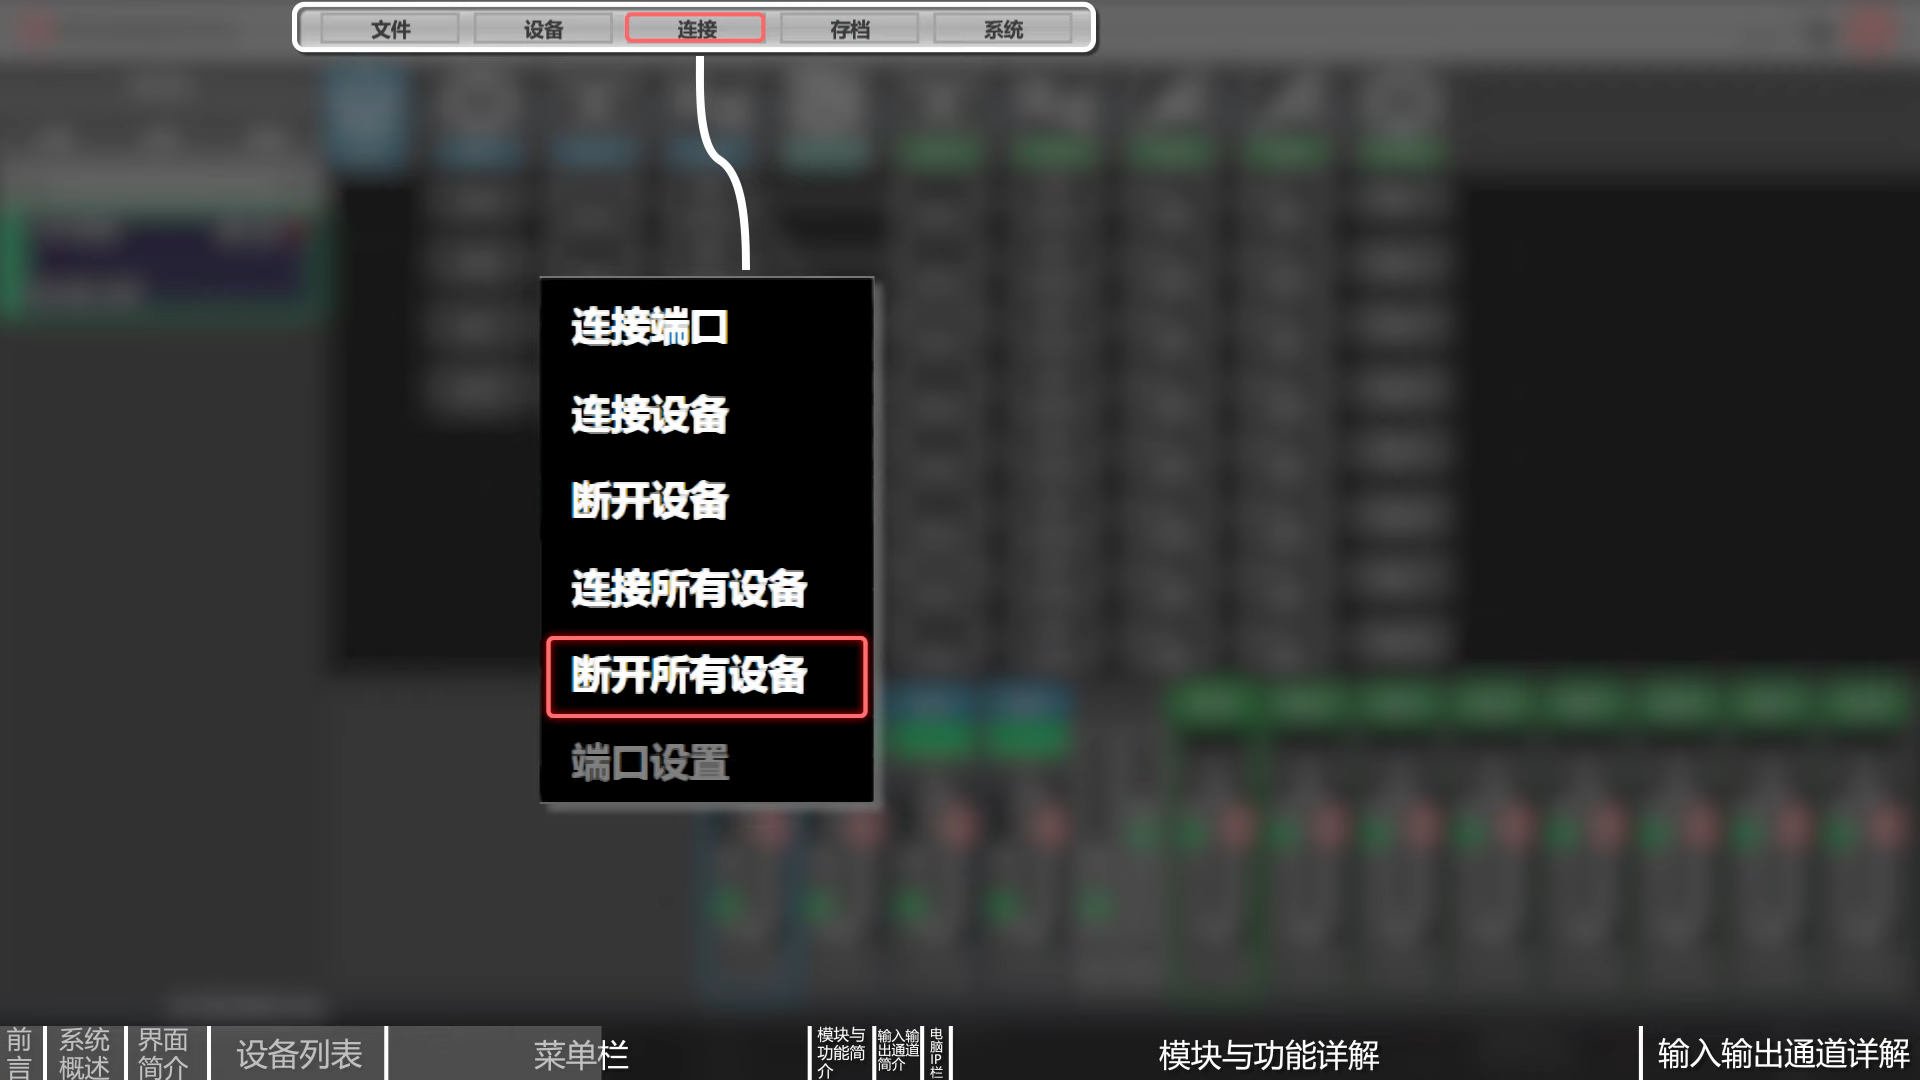 文件 设备 连接 存档 系统
连接端口
连接设备
断开设备
连接所有设备
断开所有设备
端口设置
前言
系统概述
界面简介
设备列表
菜单栏
模块与功能简介
输入输出通道简介
电脑IP栏
模块与功能详解
输入输出通道详解